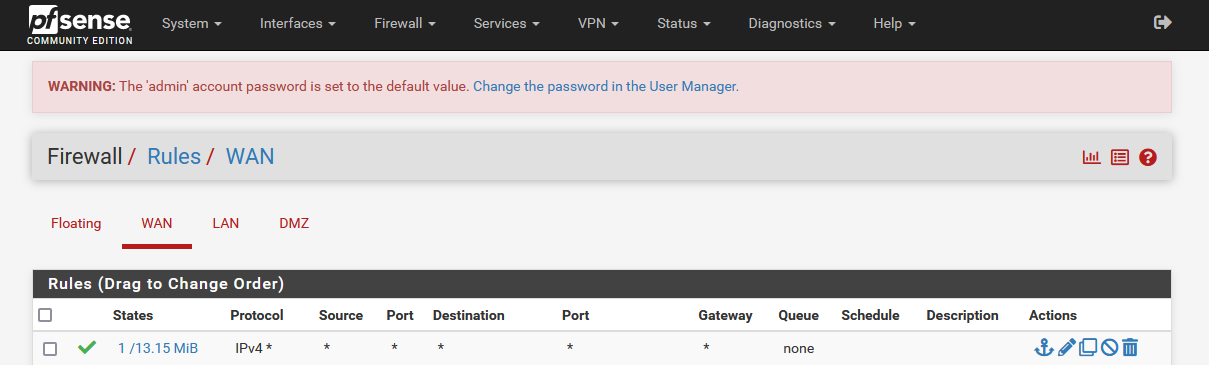 pfsense System Interfaces Firewall Services VPN Status Diagnostics Help
COMMUNITY EDITION
WARNING: The 'admin' account password is set to the default value. Change the password in the User Manager.
Firewall / Rules / WAN
Floating WAN LAN DMZ
Rules (Drag to Change Order)
States Protocol Source Port Destination Port Gateway Queue Schedule Description Actions
1 /13.15 MiB IPv4 * * * * * * none